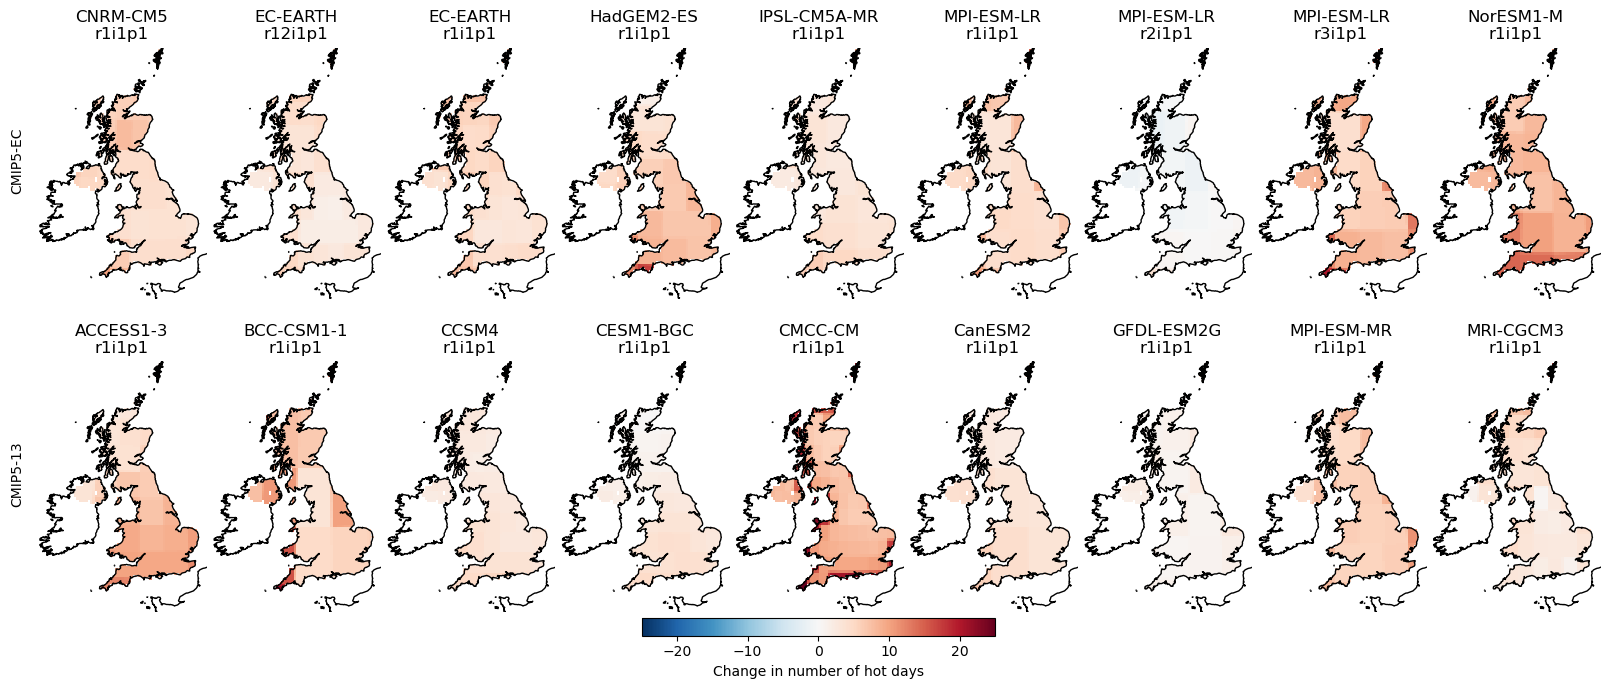 CNRM-CM5
r1i1p1
EC-EARTH
r12i1p1
EC-EARTH
r1i1p1
HadGEM2-ES
r1i1p1
IPSL-CM5A-MR
r1i1p1
MPI-ESM-LR
r1i1p1
MPI-ESM-LR
r2i1p1
MPI-ESM-LR
r3i1p1
NorESM1-M
r1i1p1
CMIP5-EC
ACCESS1-3
r1i1p1
BCC-CSM1-1
r1i1p1
CCSM4
r1i1p1
CESM1-BGC
r1i1p1
CMCC-CM
r1i1p1
CanESM2
r1i1p1
GFDL-ESM2G
r1i1p1
MPI-ESM-MR
r1i1p1
MRI-CGCM3
r1i1p1
CMIP5-13
−20 −10 0 10 20
Change in number of hot days